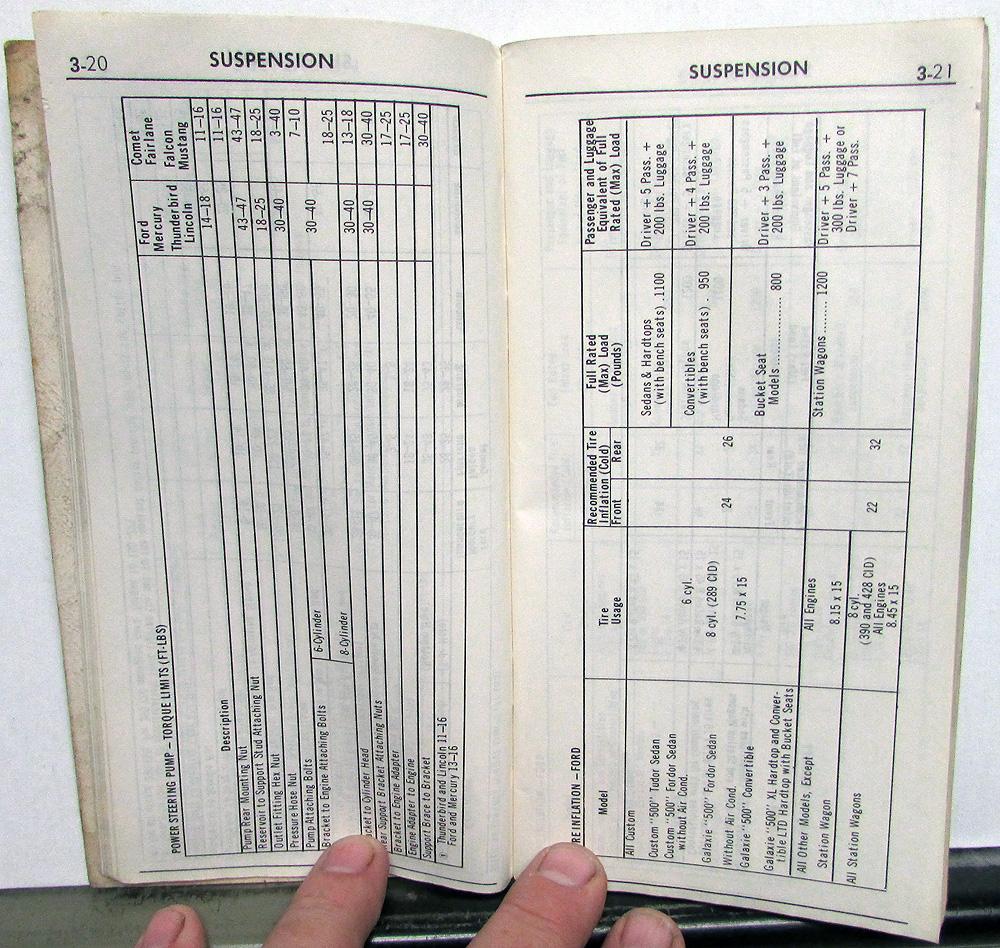 3-20
SUSPENSION
POWER STEERING PUMP – TORQUE LIMITS (FT-LBS)
Description
Ford
Mercury
Thunderbird
Lincoln
Comet
Fairlane
Falcon
Mustang
Pump Rear Mounting Nut
Reservoir to Support Stud Attaching Nut
Outlet Fitting Hex Nut
Pressure Hose Nut
Pump Attaching Bolts
Bracket to Engine Attaching Bolts
6-Cylinder
8-Cylinder
to Cylinder Head
Support Bracket Attaching Nuts
Bracket to Engine Adapter
Engine Adapter to Engine
Support Brace to Bracket
14–18
43–47
18–25
30–40
30–40
30–40
30–40
11–16
11–16
43–47
18–25
3–40
7–10
18–25
13–18
30–40
17–25
17–25
30–40
Thunderbird and Lincoln 11–16
Ford and Mercury 13–16
SUSPENSION
3-21
INFLATION – FORD
Model
Tire
Usage
Recommended Tire
Inflation (Cold)
Front
Rear
Full Rated
(Max) Load
(Pounds)
Passenger and Luggage
Equivalent of Full
Rated (Max) Load
All Custom
Custom "500" Tudor Sedan
Custom "500" Fordor Sedan
without Air Cond.
Galaxie "500" Fordor Sedan
Without Air Cond.
Galaxie "500" Convertible
Galaxie "500" XL Hardtop and Conver-
tible LTD Hardtop with Bucket Seats
6 cyl.
8 cyl. (289 CID)
7.75 x 15
24
26
Sedans & Hardtops
(with bench seats) .1100
Driver + 5 Pass. +
200 lbs. Luggage
Convertibles
(with bench seats) . 950
Driver + 4 Pass. +
200 lbs. Luggage
Bucket Seat
Models.............. 800
Driver + 3 Pass. +
200 lbs. Luggage
All Other Models, Except
Station Wagon
All Engines
8.15 x 15
All Station Wagons
8 cyl.
(390 and 428 CID)
All Engines
8.45 x 15
22
32
Station Wagons ........ 1200
Driver + 5 Pass. +
300 lbs. Luggage or
Driver + 7 Pass.